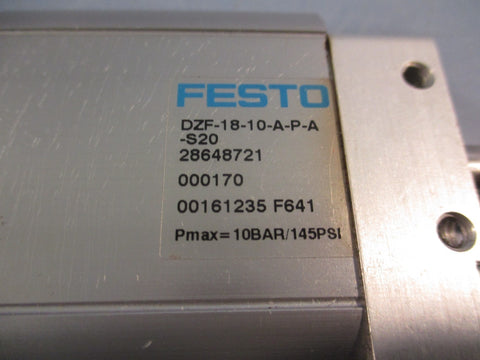 FESTO
DZF-18-10-A-P-A
-S20
28648721
000170
00161235 F641
Pmax=10BAR/145PSI